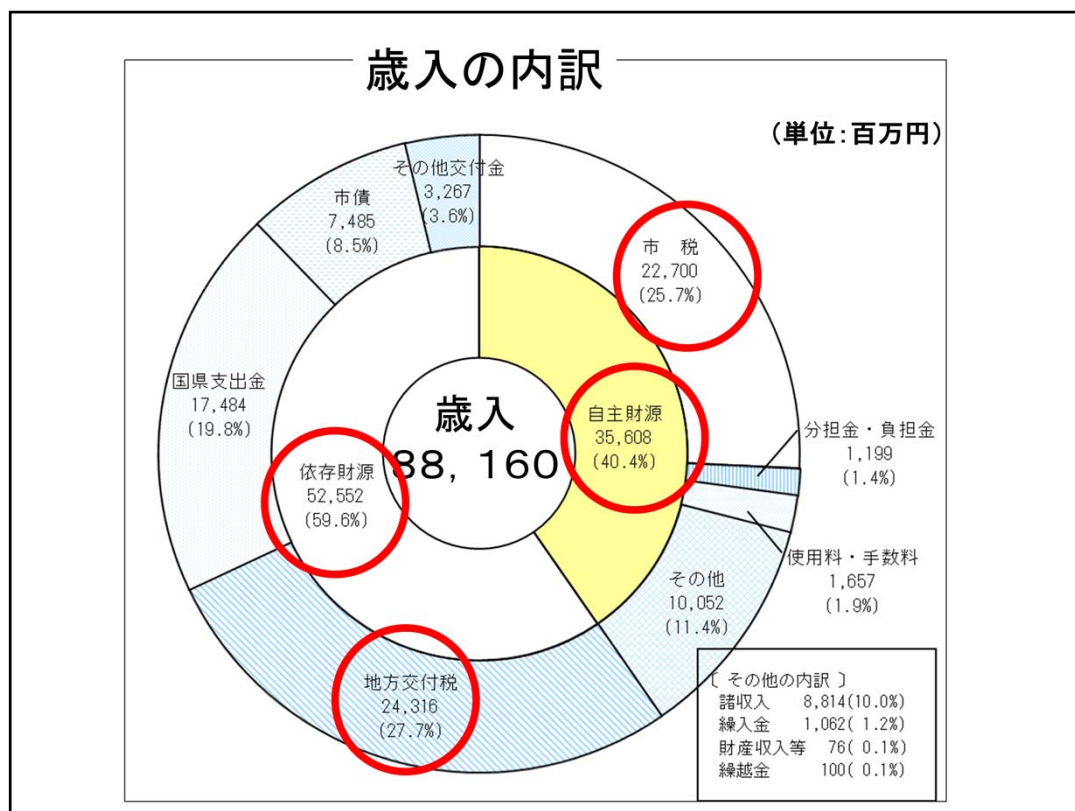 歳入の内訳
(単位:百万円)
その他交付金
3,267
(3.6%)
市債
7,485
(8.5%)
市　税
22,700
(25.7%)
国県支出金
17,484
(19.8%)
歳入
88,160
自主財源
35,608
(40.4%)
依存財源
52,552
(59.6%)
分担金・負担金
1,199
(1.4%)
使用料・手数料
1,657
(1.9%)
その他
10,052
(11.4%)
地方交付税
24,316
(27.7%)
〔 その他の内訳 〕
諸収入　8,814(10.0%)
繰入金　1,062( 1.2%)
財産収入等　76( 0.1%)
繰越金　100( 0.1%)